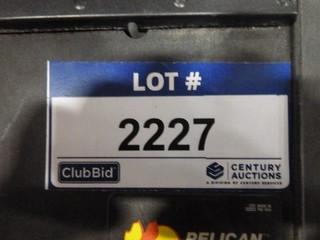 LOT #
2227
ClubBid
CENTURY
AUCTIONS
A DIVISION OF CENTURY SERVICES
PELICAN